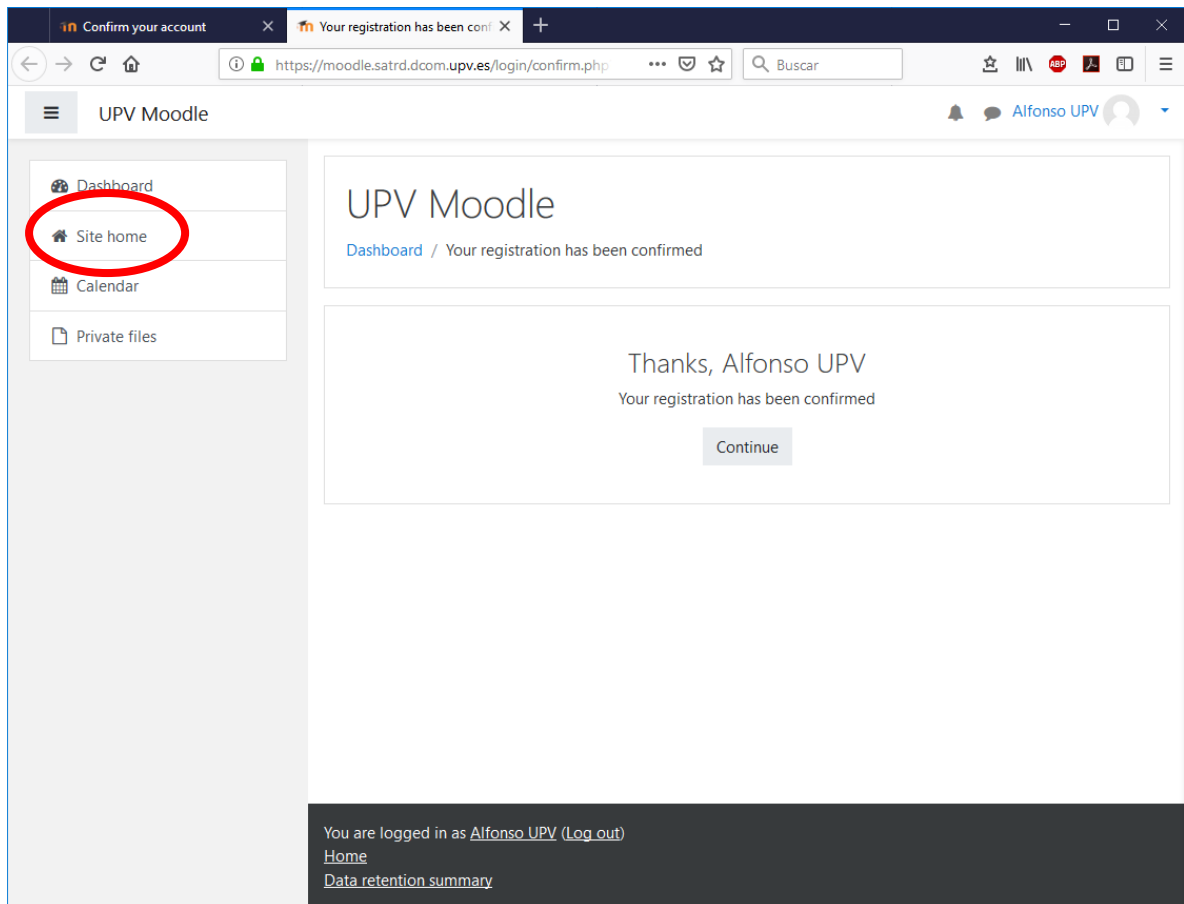 Confirm your account
Your registration has been conf
https://moodle.satrd.dcom.upv.es/login/confirm.php
Buscar
ABP
UPV Moodle
Alfonso UPV
Dashboard
Site home
Calendar
Private files
UPV Moodle
Dashboard / Your registration has been confirmed
Thanks, Alfonso UPV
Your registration has been confirmed
Continue
You are logged in as Alfonso UPV (Log out)
Home
Data retention summary